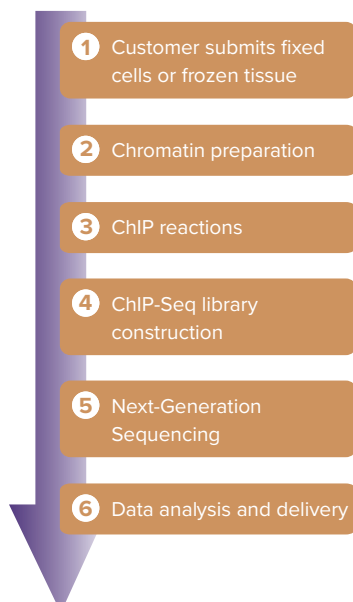 1 Customer submits fixed
cells or frozen tissue
2 Chromatin preparation
3 ChIP reactions
4 ChIP-Seq library
construction
5 Next-Generation
Sequencing
6 Data analysis and delivery